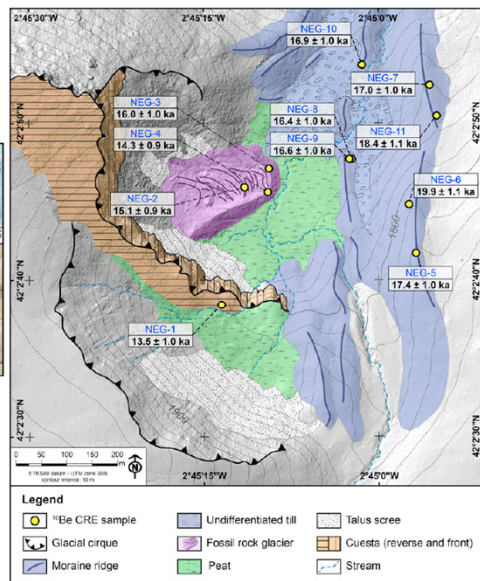 2°45'30"W
2°45'15"W
2°45'0"W
NEG-10
16.9 ± 1.0 ka
NEG-7
17.0 ± 1.0 ka
NEG-3
16.0 ± 1.0 ka
NEG-8
16.4 ± 1.0 ka
42°2'50"N
42°2'50"N
NEG-4
14.3 ± 0.9 ka
NEG-9
16.6 ± 1.0 ka
NEG-11
18.4 ± 1.1 ka
NEG-2
15.1 ± 0.9 ka
NEG-6
19.9 ± 1.1 ka
1860
NEG-5
17.4 ± 1.0 ka
42°2'40"N
42°2'40"N
NEG-1
13.5 ± 1.0 ka
1900
42°2'30"N
42°2'30"N
0 50 100 150 200
m
N
ETRS89 datum - UTM zone 30N
contour interval: 10 m
2°45'15"W
2°45'0"W
Legend
¹⁰Be CRE sample
Undifferentiated till
Talus scree
Glacial cirque
Fossil rock glacier
Cuesta (reverse and front)
Moraine ridge
Peat
Stream